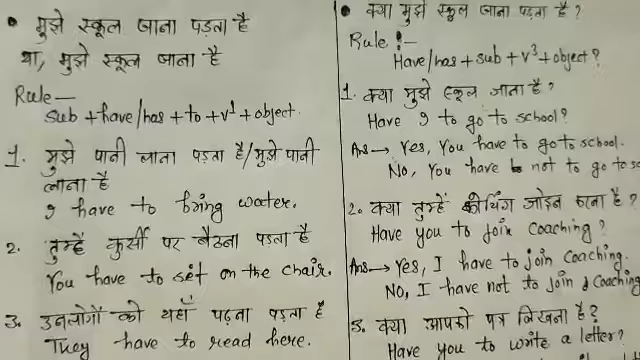 • मुझे स्कूल जाना पड़ता है
या, मुझे स्कूल जाना है
Rule—
sub + have/has + to + v¹ + object.
1. मुझे पानी लाना पड़ता है/मुझे पानी
लाना है
I have to bring water.
2. तुम्हें कुर्सी पर बैठना पड़ता है
You have to set on the chair.
3. उनलोगों को यहाँ पढ़ना पड़ता है
They have to read here.
• क्या मुझे स्कूल जाना पड़ता है?
Rule:—
Have/has + sub + v³ + object?
1. क्या मुझे स्कूल जाता है?
Have I to go to school?
Ans → Yes, You have to go to school.
No, You have not to go to sc
2. क्या तुम्हें कोचिंग जोइन करना है?
Have you to join Coaching?
Ans → Yes, I have to join Coaching.
No, I have not to join Coaching
3. क्या आपको पत्र लिखना है?
Have you to write a letter?